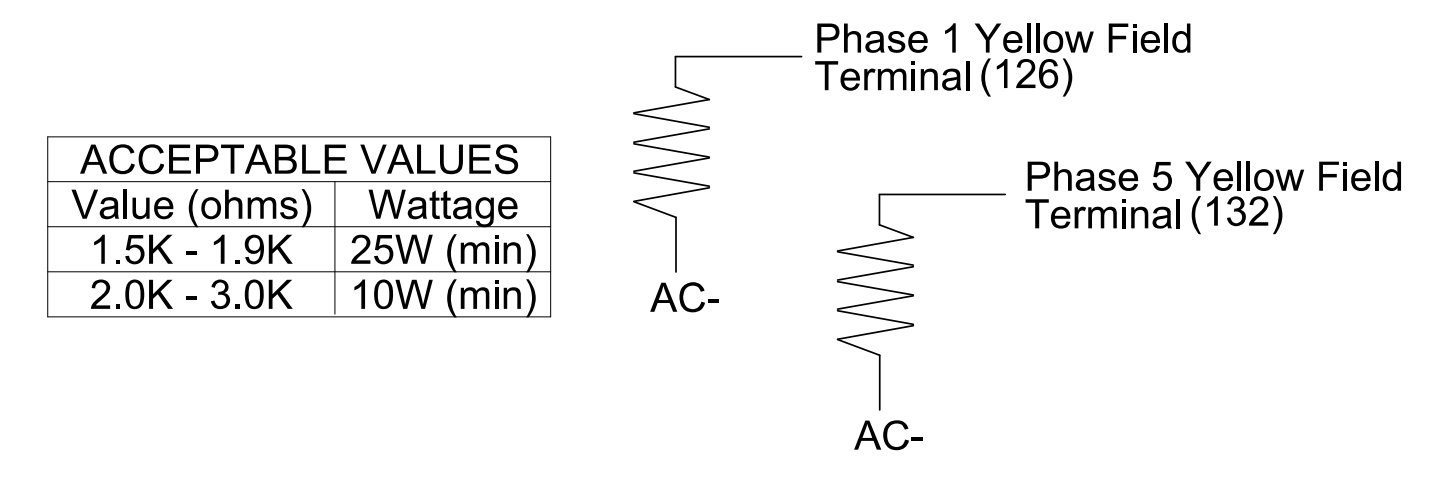 ACCEPTABLE VALUES
Value (ohms) Wattage
1.5K - 1.9K 25W (min)
2.0K - 3.0K 10W (min)
Phase 1 Yellow Field
Terminal (126)
AC-
Phase 5 Yellow Field
Terminal (132)
AC-